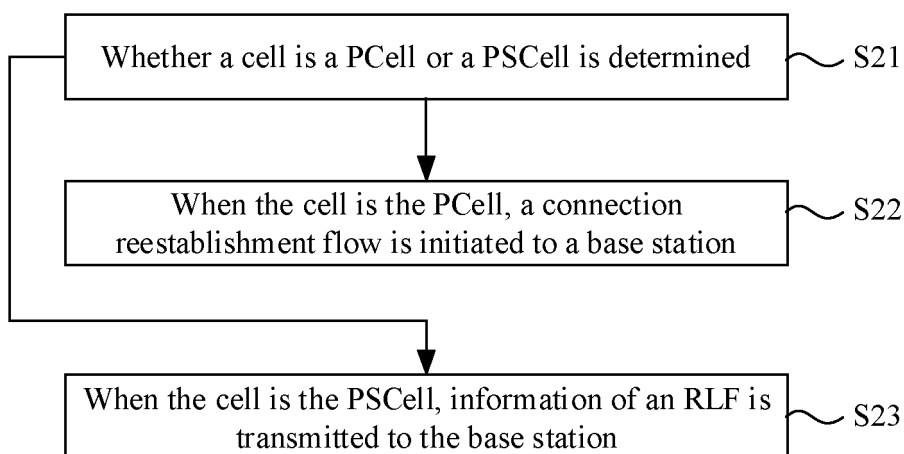 Whether a cell is a PCell or a PSCell is determined
S21
When the cell is the PCell, a connection
reestablishment flow is initiated to a base station
S22
When the cell is the PSCell, information of an RLF is
transmitted to the base station
S23